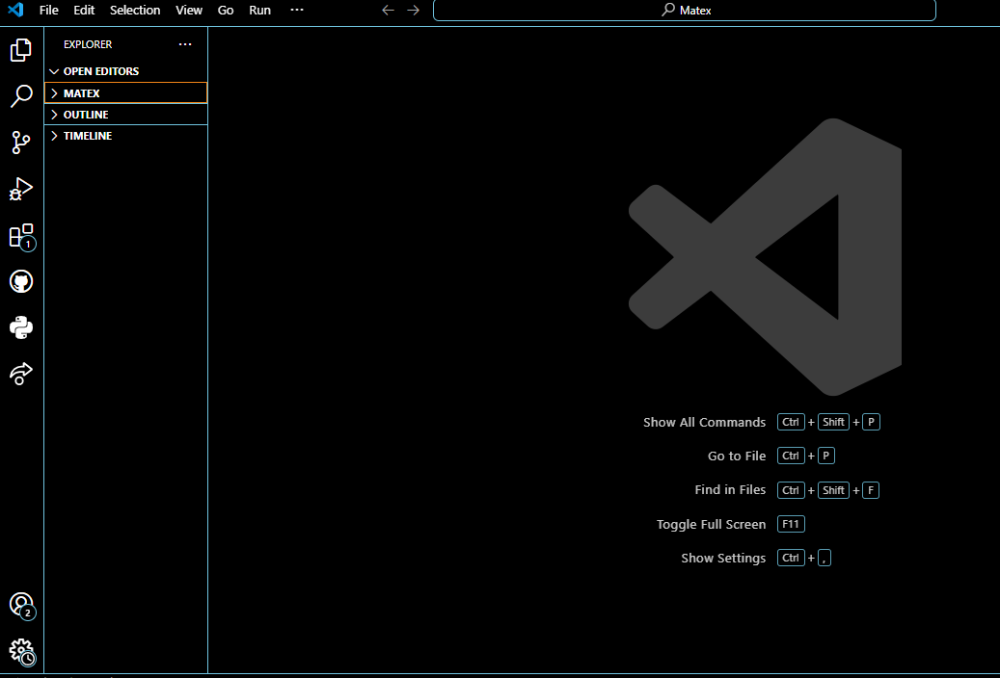 File Edit Selection View Go Run ··· Matex
EXPLORER ···
OPEN EDITORS
MATEX
OUTLINE
TIMELINE
1
Show All Commands Ctrl + Shift + P
Go to File Ctrl + P
Find in Files Ctrl + Shift + F
Toggle Full Screen F11
Show Settings Ctrl + ,
2